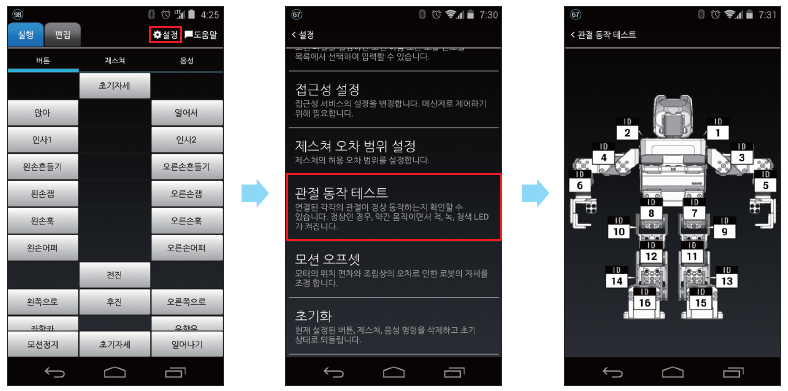 98
4:25
실행
편집
설정
도움말
버튼
제스쳐
음성
초기자세
앉아
일어서
인사1
인사2
왼손흔들기
오른손흔들기
왼손잽
오른손잽
왼손훅
오른손훅
왼손어퍼
오른손어퍼
전진
왼쪽으로
후진
오른쪽으로
모션정지
초기자세
일어나기
67
7:30
< 설정
목록에서 선택하여 입력할 수 있습니다.
접근성 설정
접근성 서비스의 설정을 변경합니다. 메신저로 제어하기
위해 필요합니다.
제스쳐 오차 범위 설정
제스쳐의 허용 오차 범위를 설정합니다.
관절 동작 테스트
연결된 각각의 관절이 정상 동작하는지 확인할 수
있습니다. 정상인 경우, 약간 움직이면서 적, 녹, 청색 LED
가 켜집니다.
모션 오프셋
모터의 위치 편차와 조립상의 오차로 인한 로봇의 자세를
조정 합니다.
초기화
현재 설정된 버튼, 제스쳐, 음성 명령을 삭제하고 초기
상태로 되돌립니다.
67
7:31
< 관절 동작 테스트
ID
2
ID
1
ID
4
ID
3
ID
6
ID
5
ID
8
ID
7
ID
10
ID
9
ID
12
ID
11
ID
14
ID
13
ID
16
ID
15